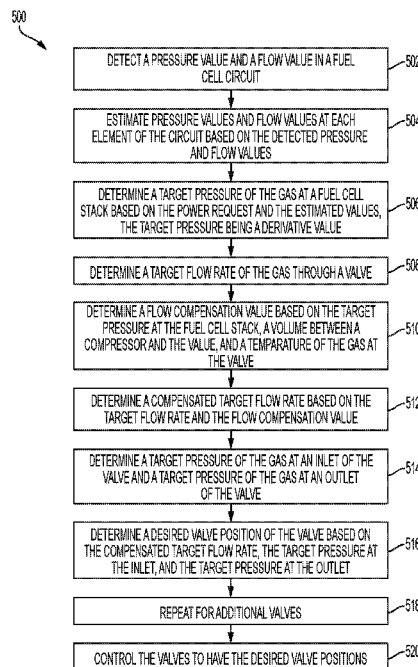 500
DETECT A PRESSURE VALUE AND A FLOW VALUE IN A FUEL
CELL CIRCUIT
502
ESTIMATE PRESSURE VALUES AND FLOW VALUES AT EACH
ELEMENT OF THE CIRCUIT BASED ON THE DETECTED PRESSURE
AND FLOW VALUES
504
DETERMINE A TARGET PRESSURE OF THE GAS AT A FUEL CELL
STACK BASED ON THE POWER REQUEST AND THE ESTIMATED VALUES,
THE TARGET PRESSURE BEING A DERIVATIVE VALUE
506
DETERMINE A TARGET FLOW RATE OF THE GAS THROUGH A VALVE
508
DETERMINE A FLOW COMPENSATION VALUE BASED ON THE TARGET
PRESSURE AT THE FUEL CELL STACK, A VOLUME BETWEEN A
COMPRESSOR AND THE VALUE, AND A TEMPARATURE OF THE GAS AT
THE VALVE
510
DETERMINE A COMPENSATED TARGET FLOW RATE BASED ON THE
TARGET FLOW RATE AND THE FLOW COMPENSATION VALUE
512
DETERMINE A TARGET PRESSURE OF THE GAS AT AN INLET OF THE
VALVE AND A TARGET PRESSURE OF THE GAS AT AN OUTLET
OF THE VALVE
514
DETERMINE A DESIRED VALVE POSITION OF THE VALVE BASED ON
THE COMPENSATED TARGET FLOW RATE, THE TARGET PRESSURE AT
THE INLET, AND THE TARGET PRESSURE AT THE OUTLET
516
REPEAT FOR ADDITIONAL VALVES
518
CONTROL THE VALVES TO HAVE THE DESIRED VALVE POSITIONS
520